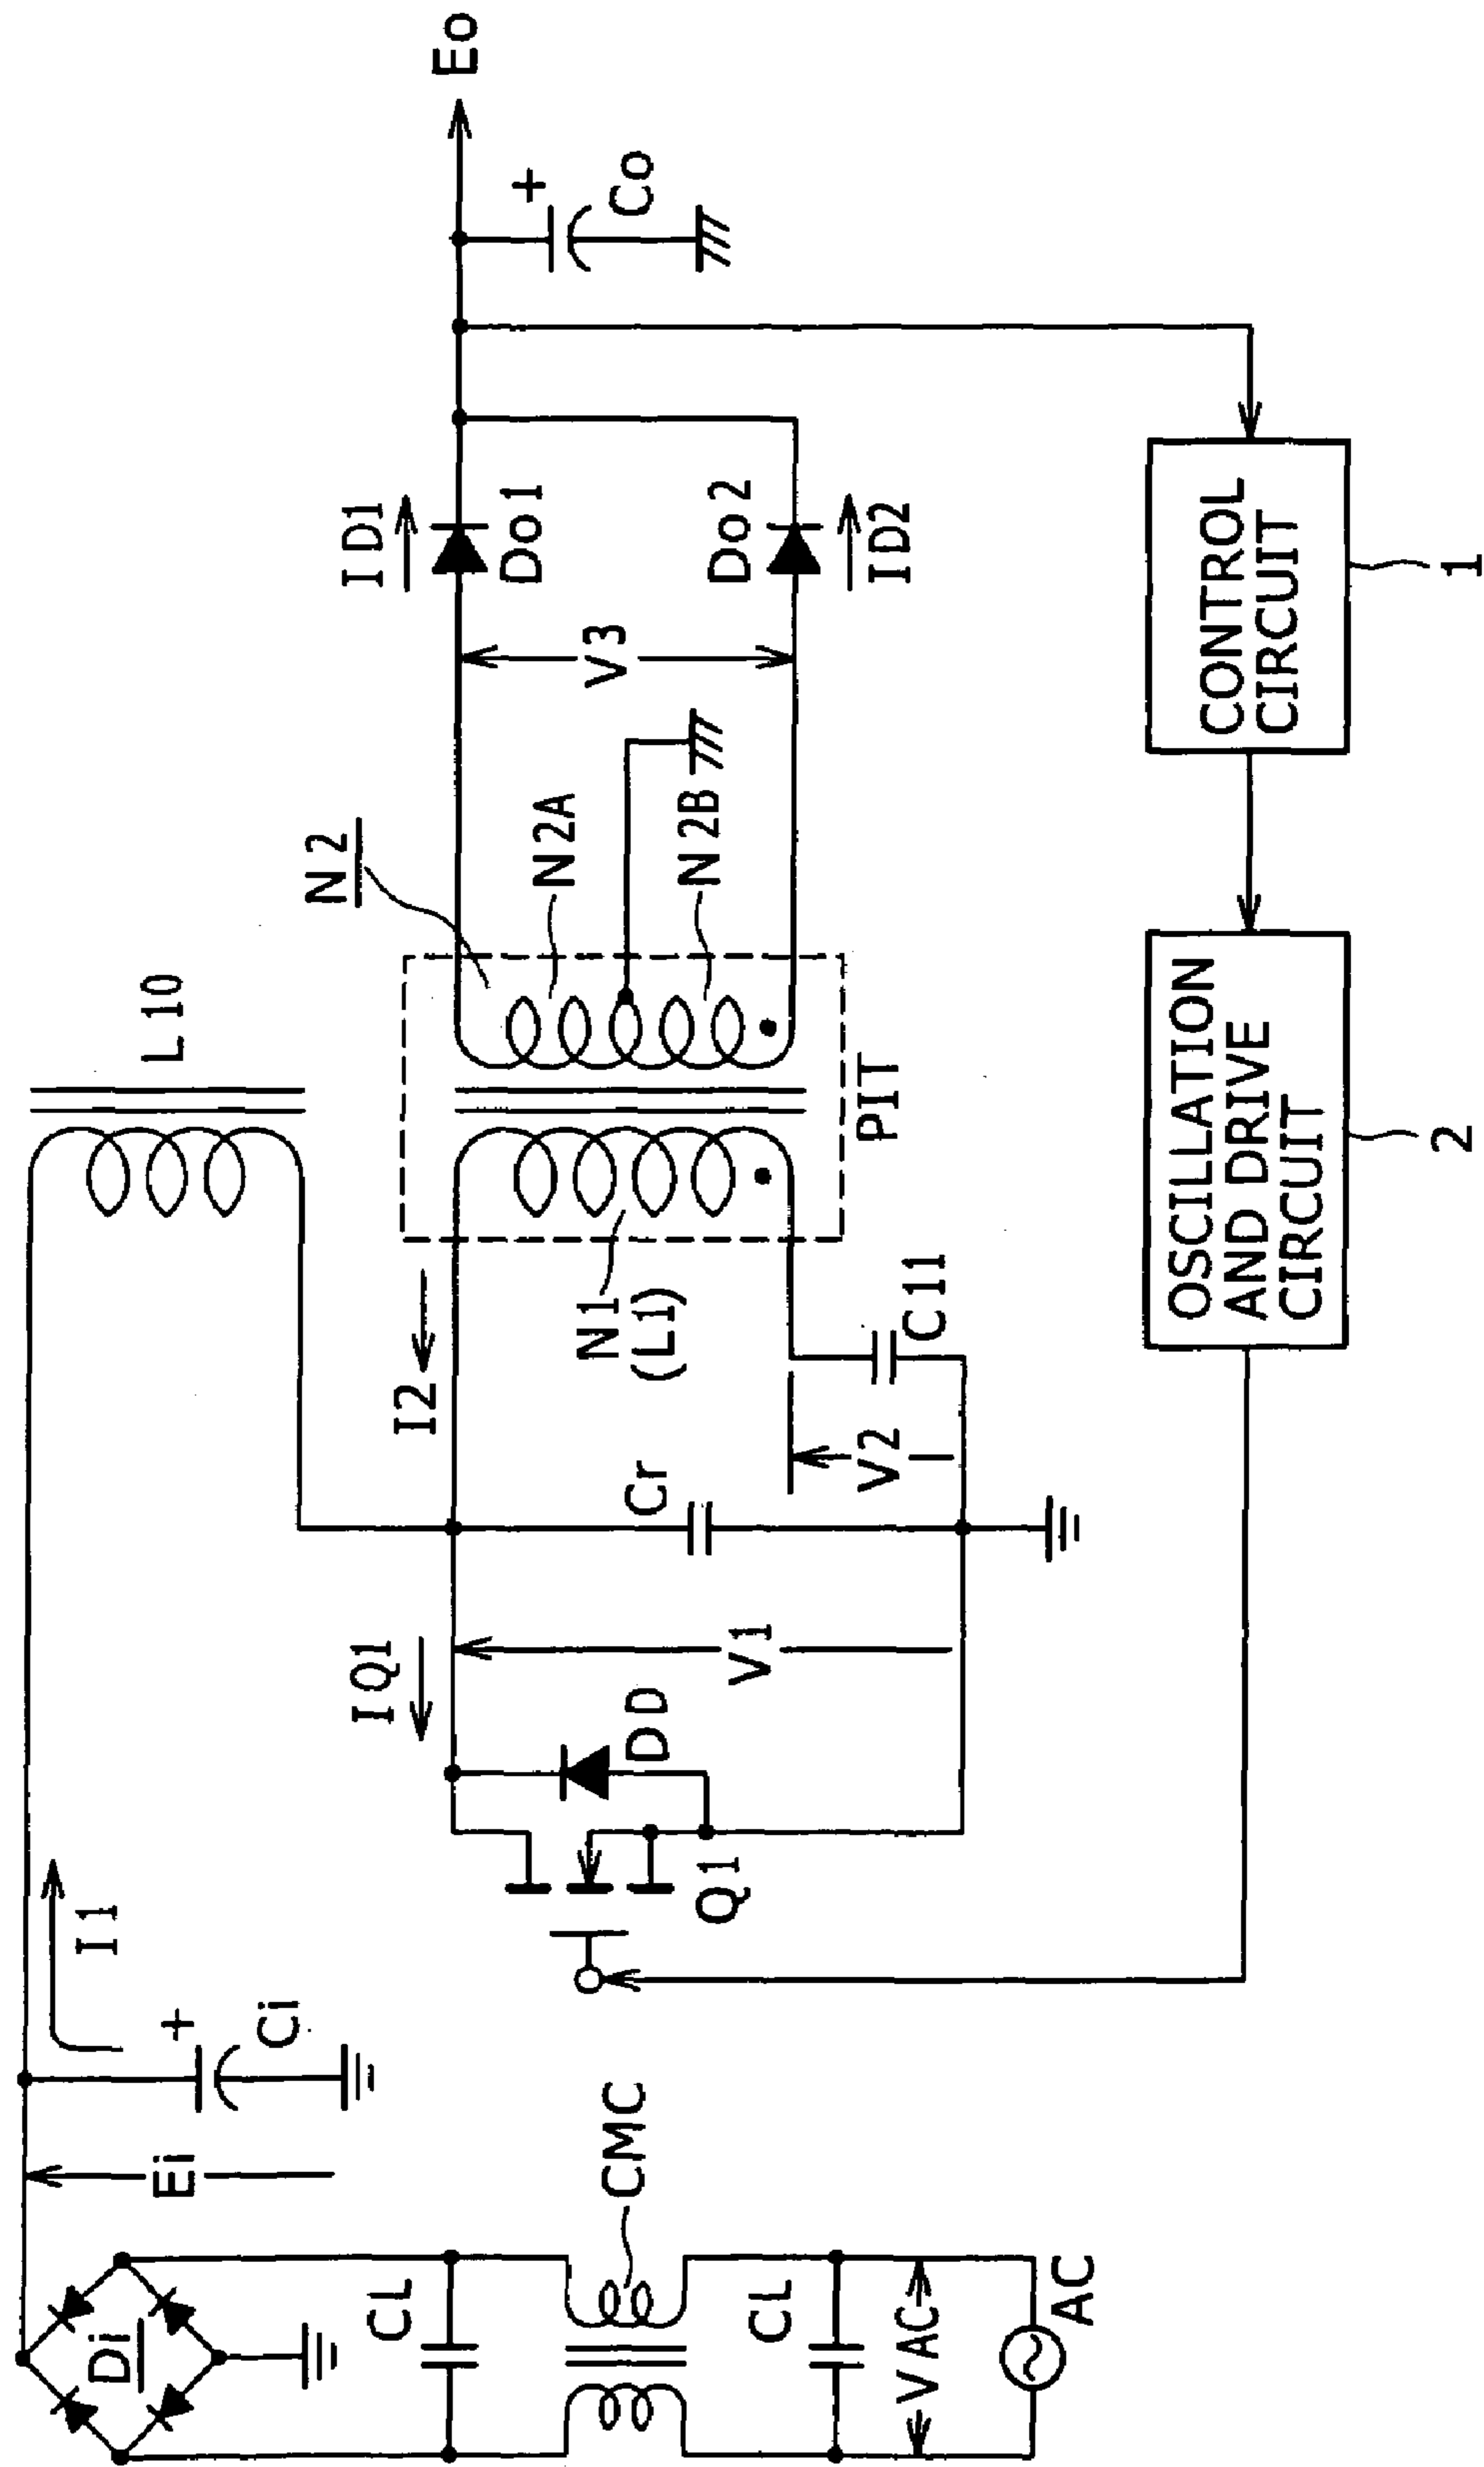 AC
VAC
CL
CMC
CL
Di
Ei
+
Ci
I1
Q1
DD
IQ1
V1
Cr
V2
C11
I2
N1
(L1)
L10
PIT
N2
N2A
N2B
V3
ID1
Do1
Do2
ID2
+
Co
Eo
OSCILLATION
AND DRIVE
CIRCUIT
2
CONTROL
CIRCUIT
1